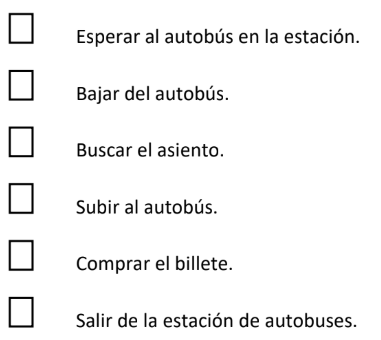 Esperar al autobús en la estación.
Bajar del autobús.
Buscar el asiento.
Subir al autobús.
Comprar el billete.
Salir de la estación de autobuses.